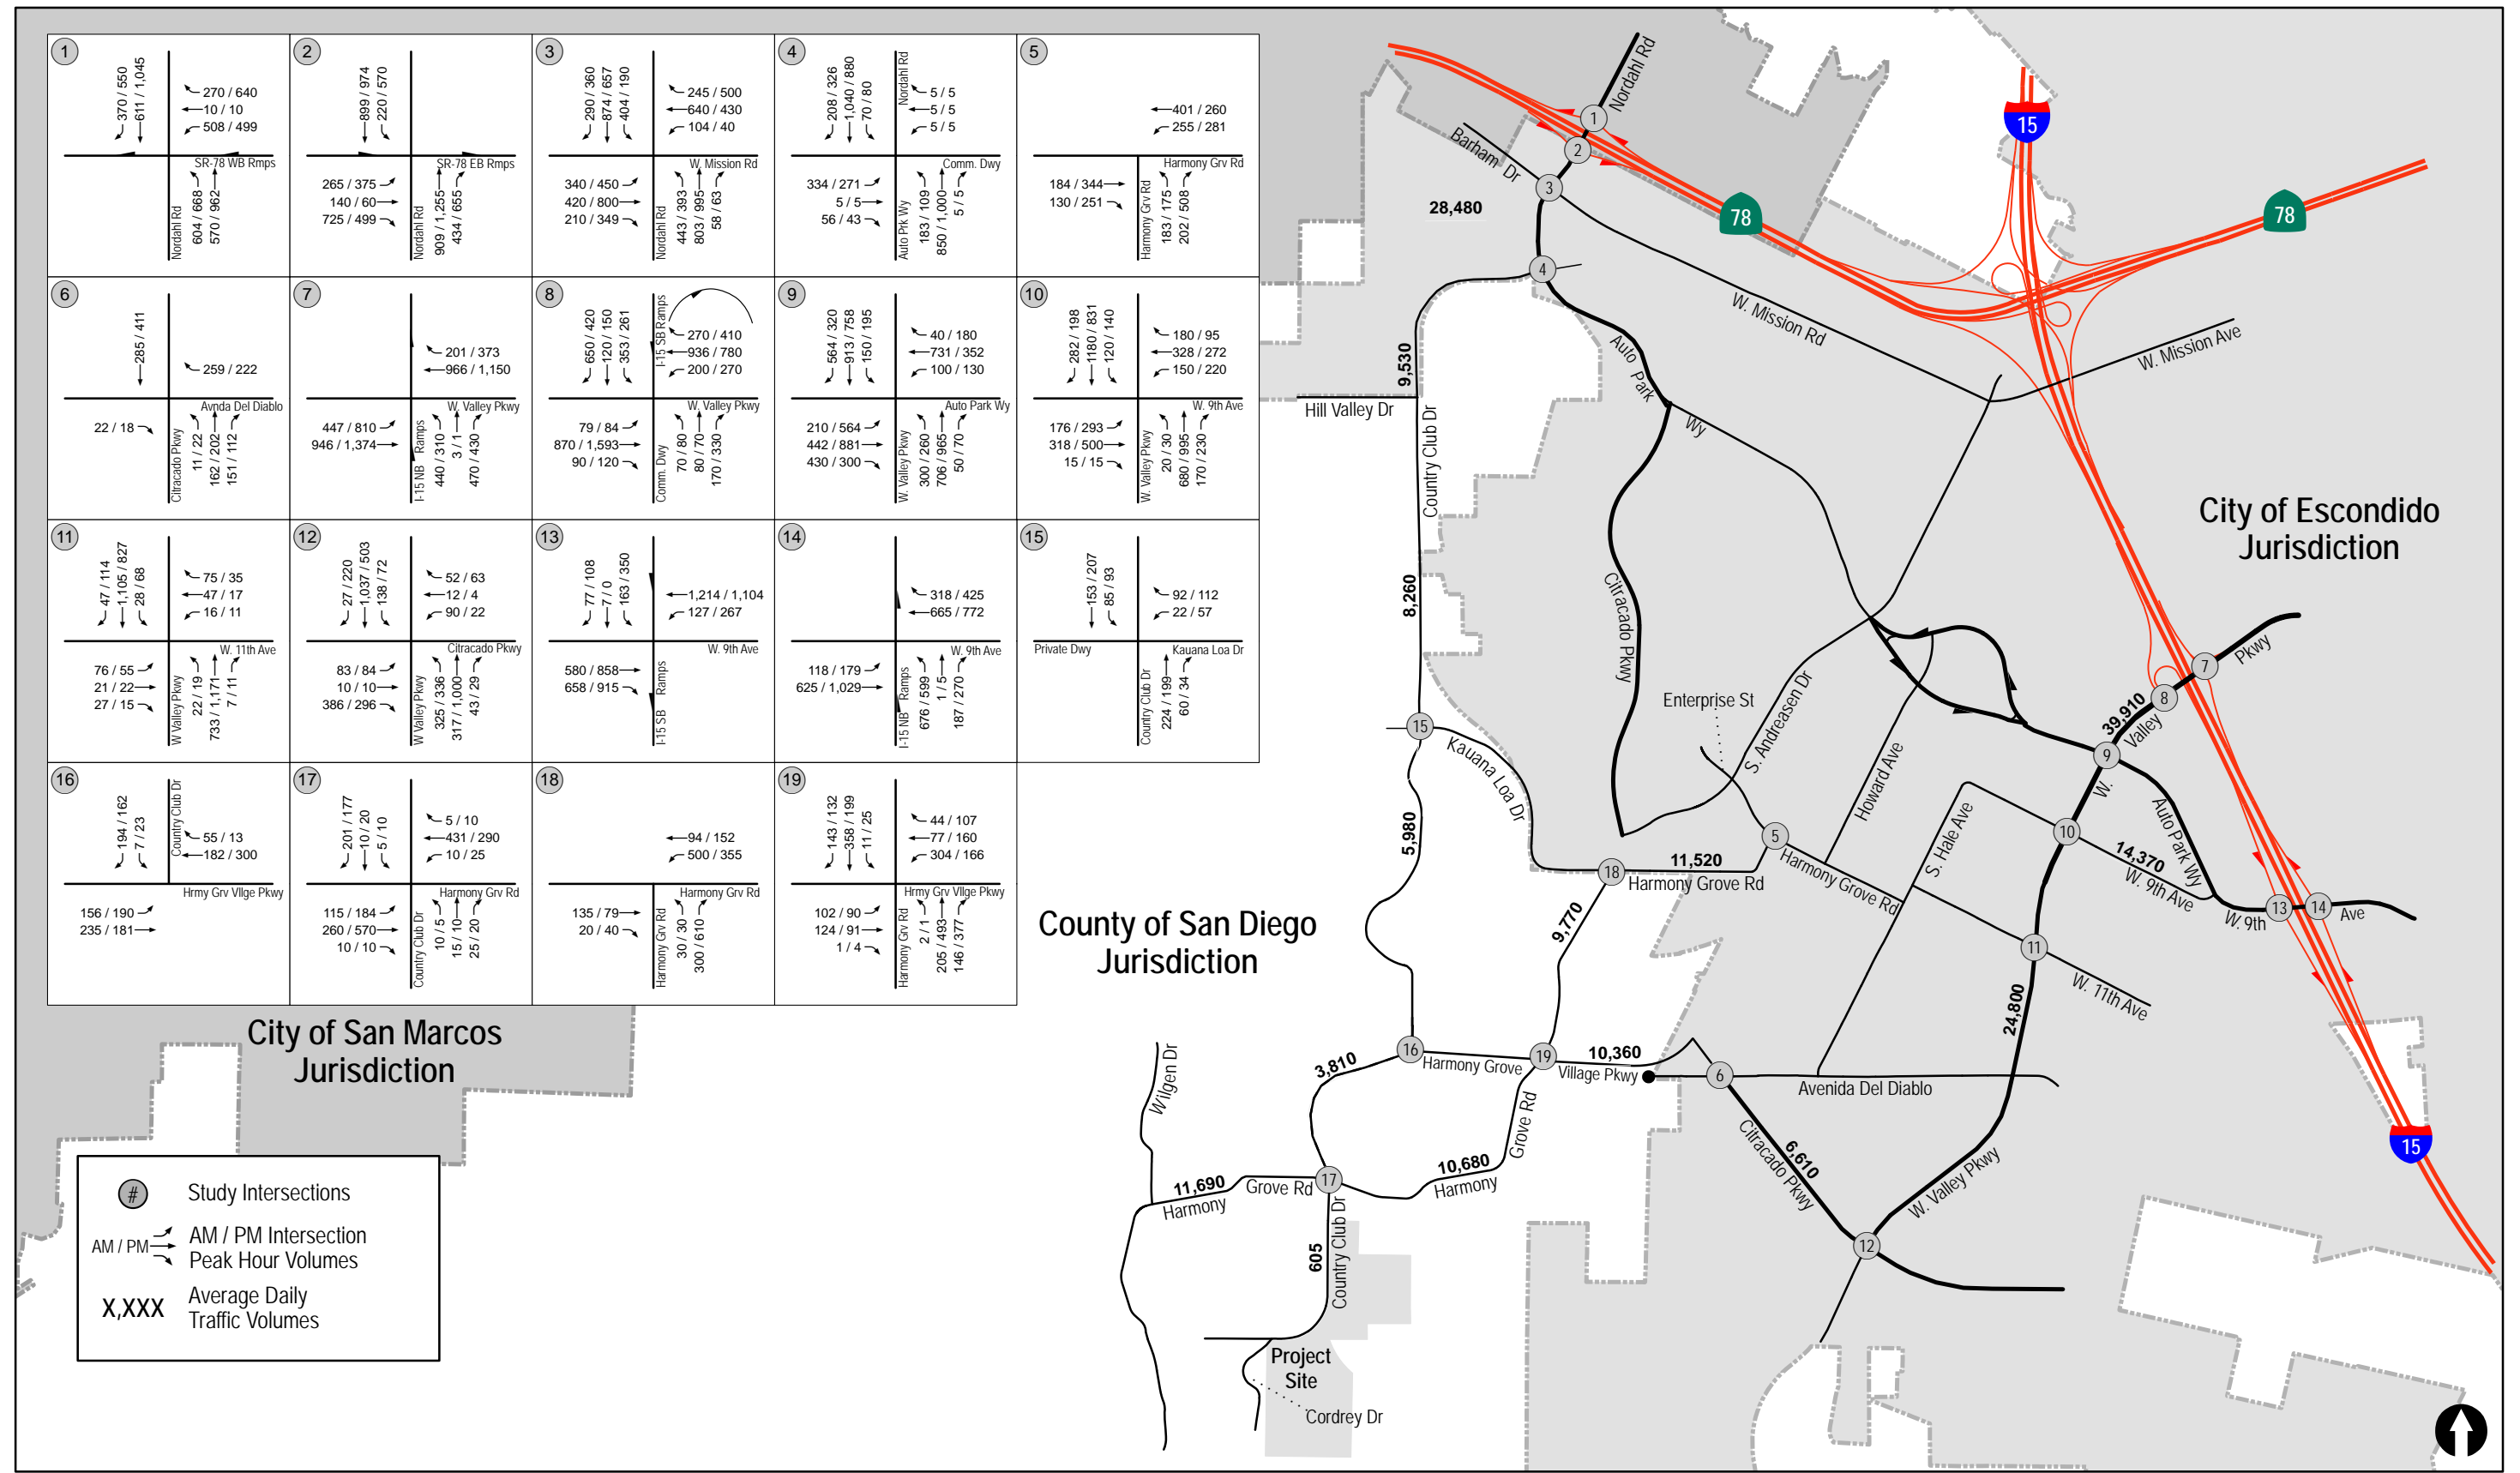 1
370 / 550
611 / 1,045
270 / 640
10 / 10
508 / 499
SR-78 WB Rmps
Nordahl Rd
604 / 668
570 / 962
2
899 / 974
220 / 570
SR-78 EB Rmps
265 / 375
140 / 60
725 / 499
Nordahl Rd
909 / 1,255
434 / 655
3
290 / 360
874 / 657
404 / 190
245 / 500
640 / 430
104 / 40
W. Mission Rd
340 / 450
420 / 800
210 / 349
Nordahl Rd
443 / 393
803 / 995
58 / 63
4
208 / 326
1,040 / 880
70 / 80
Nordahl Rd
5 / 5
5 / 5
5 / 5
Comm. Dwy
334 / 271
5 / 5
56 / 43
Auto Prk Wy
183 / 109
850 / 1,000
5 / 5
5
401 / 260
255 / 281
Harmony Grv Rd
184 / 344
130 / 251
Harmony Grv Rd
183 / 175
202 / 508
6
285 / 411
259 / 222
Avnda Del Diablo
22 / 18
Citracado Pkwy
11 / 22
162 / 202
151 / 112
7
201 / 373
966 / 1,150
W. Valley Pkwy
447 / 810
946 / 1,374
I-15 NB Ramps
440 / 310
3 / 1
470 / 430
8
650 / 420
120 / 150
353 / 261
I-15 SB Ramps
270 / 410
936 / 780
200 / 270
W. Valley Pkwy
79 / 84
870 / 1,593
90 / 120
Comm. Dwy
70 / 80
80 / 70
170 / 330
9
564 / 320
913 / 758
150 / 195
40 / 180
731 / 352
100 / 130
Auto Park Wy
210 / 564
442 / 881
430 / 300
W. Valley Pkwy
300 / 260
706 / 965
50 / 70
10
282 / 198
1180 / 831
120 / 140
180 / 95
328 / 272
150 / 220
W. 9th Ave
176 / 293
318 / 500
15 / 15
W. Valley Pkwy
20 / 30
680 / 995
170 / 230
11
47 / 114
1,105 / 827
28 / 68
75 / 35
47 / 17
16 / 11
W. 11th Ave
76 / 55
21 / 22
27 / 15
W Valley Pkwy
22 / 19
733 / 1,171
7 / 11
12
27 / 220
1,037 / 503
138 / 72
52 / 63
12 / 4
90 / 22
Citracado Pkwy
83 / 84
10 / 10
386 / 296
W Valley Pkwy
325 / 336
317 / 1,000
43 / 29
13
77 / 108
7 / 0
163 / 350
1,214 / 1,104
127 / 267
W. 9th Ave
580 / 858
658 / 915
I-15 SB Ramps
14
318 / 425
665 / 772
W. 9th Ave
118 / 179
625 / 1,029
I-15 NB Ramps
676 / 599
1 / 5
187 / 270
15
153 / 207
85 / 93
92 / 112
22 / 57
Private Dwy
Kauana Loa Dr
Country Club Dr
224 / 199
60 / 34
16
194 / 162
7 / 23
Country Club Dr
55 / 13
182 / 300
Hrmy Grv Vllge Pkwy
156 / 190
235 / 181
17
201 / 177
10 / 20
5 / 10
5 / 10
431 / 290
10 / 25
Harmony Grv Rd
115 / 184
260 / 570
10 / 10
Country Club Dr
10 / 5
15 / 10
25 / 20
18
94 / 152
500 / 355
Harmony Grv Rd
135 / 79
20 / 40
Harmony Grv Rd
30 / 30
300 / 610
19
143 / 132
358 / 199
11 / 25
44 / 107
77 / 160
304 / 166
Hrmy Grv Vllge Pkwy
102 / 90
124 / 91
1 / 4
Harmony Grv Rd
2 / 1
205 / 493
146 / 377
City of San Marcos
Jurisdiction
#
Study Intersections
AM / PM
AM / PM Intersection
Peak Hour Volumes
X,XXX
Average Daily
Traffic Volumes
Nordahl Rd
1
2
3
Barham Dr
28,480
4
78
15
78
W. Mission Rd
W. Mission Ave
Auto Park Wy
9,530
Hill Valley Dr
Country Club Dr
8,260
Citracado Pkwy
City of Escondido
Jurisdiction
7
8
Pkwy
39,910
Valley
9
W.
Enterprise St
S. Andreasen Dr
Howard Ave
15
Kauana Loa Dr
5,980
5
Harmony Grove Rd
S. Hale Ave
10
14,370
W. 9th Ave
Auto Park Wy
18
11,520
Harmony Grove Rd
W. 9th
13
14
Ave
11
W. 11th Ave
24,800
County of San Diego
Jurisdiction
9,770
16
Harmony Grove
19
10,360
Village Pkwy
6
Avenida Del Diablo
3,810
Wilgen Dr
Grove Rd
10,680
Harmony
17
11,690
Grove Rd
Harmony
605
Country Club Dr
6,610
Citracado Pkwy
W. Valley Pkwy
12
15
Project
Site
Cordrey Dr